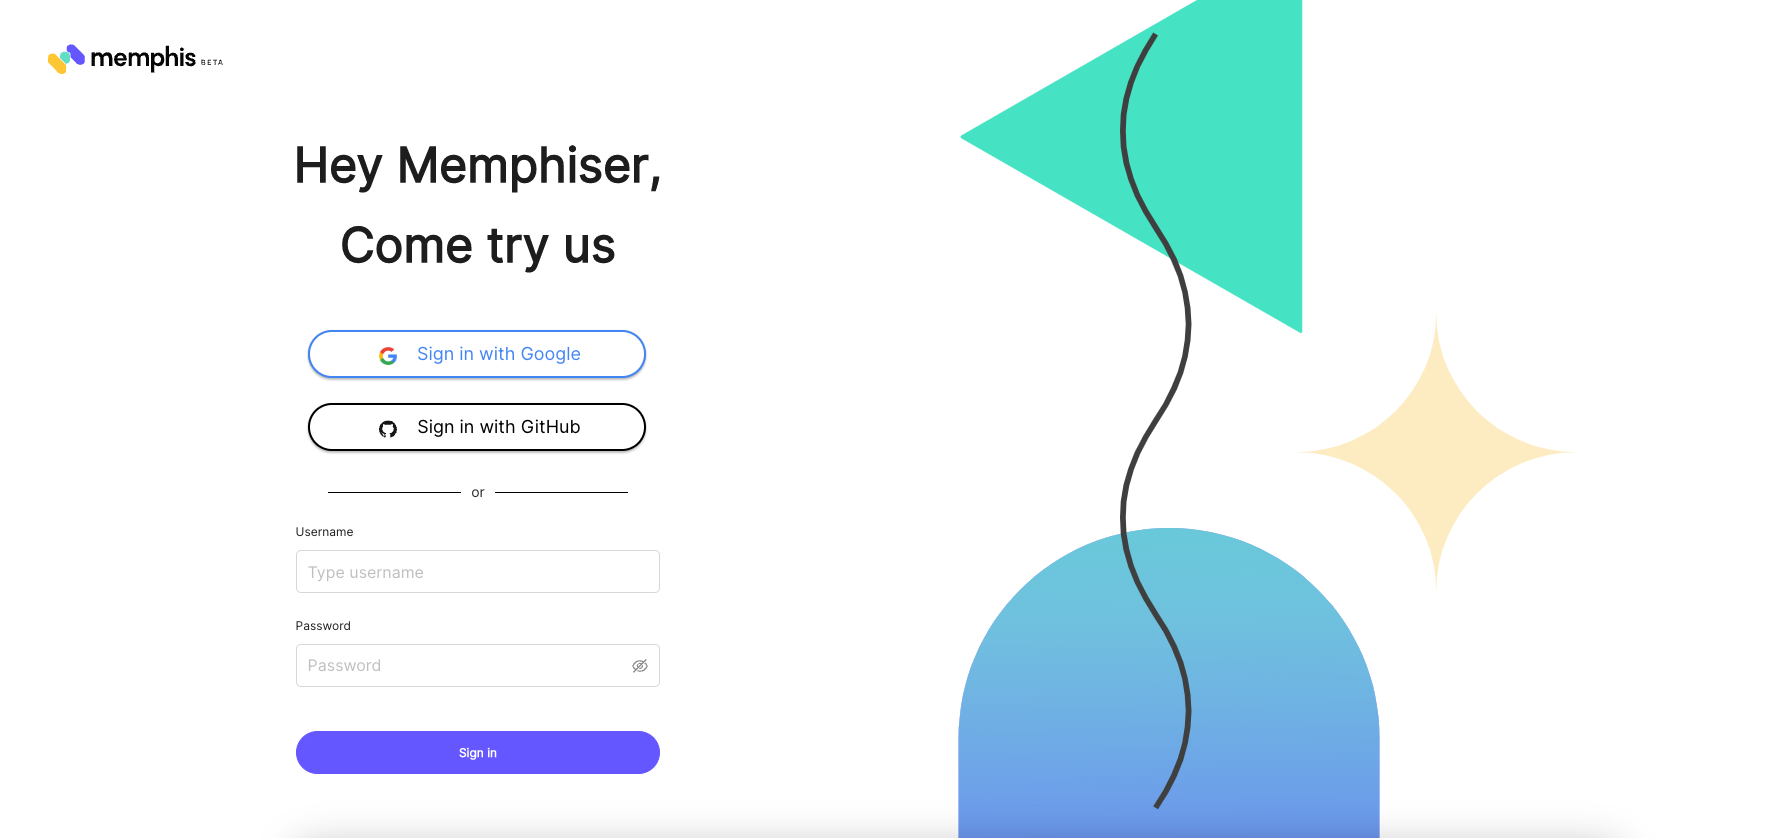 memphis BETA
Hey Memphiser,
Come try us
Sign in with Google
Sign in with GitHub
or
Username
Type username
Password
Password
Sign in